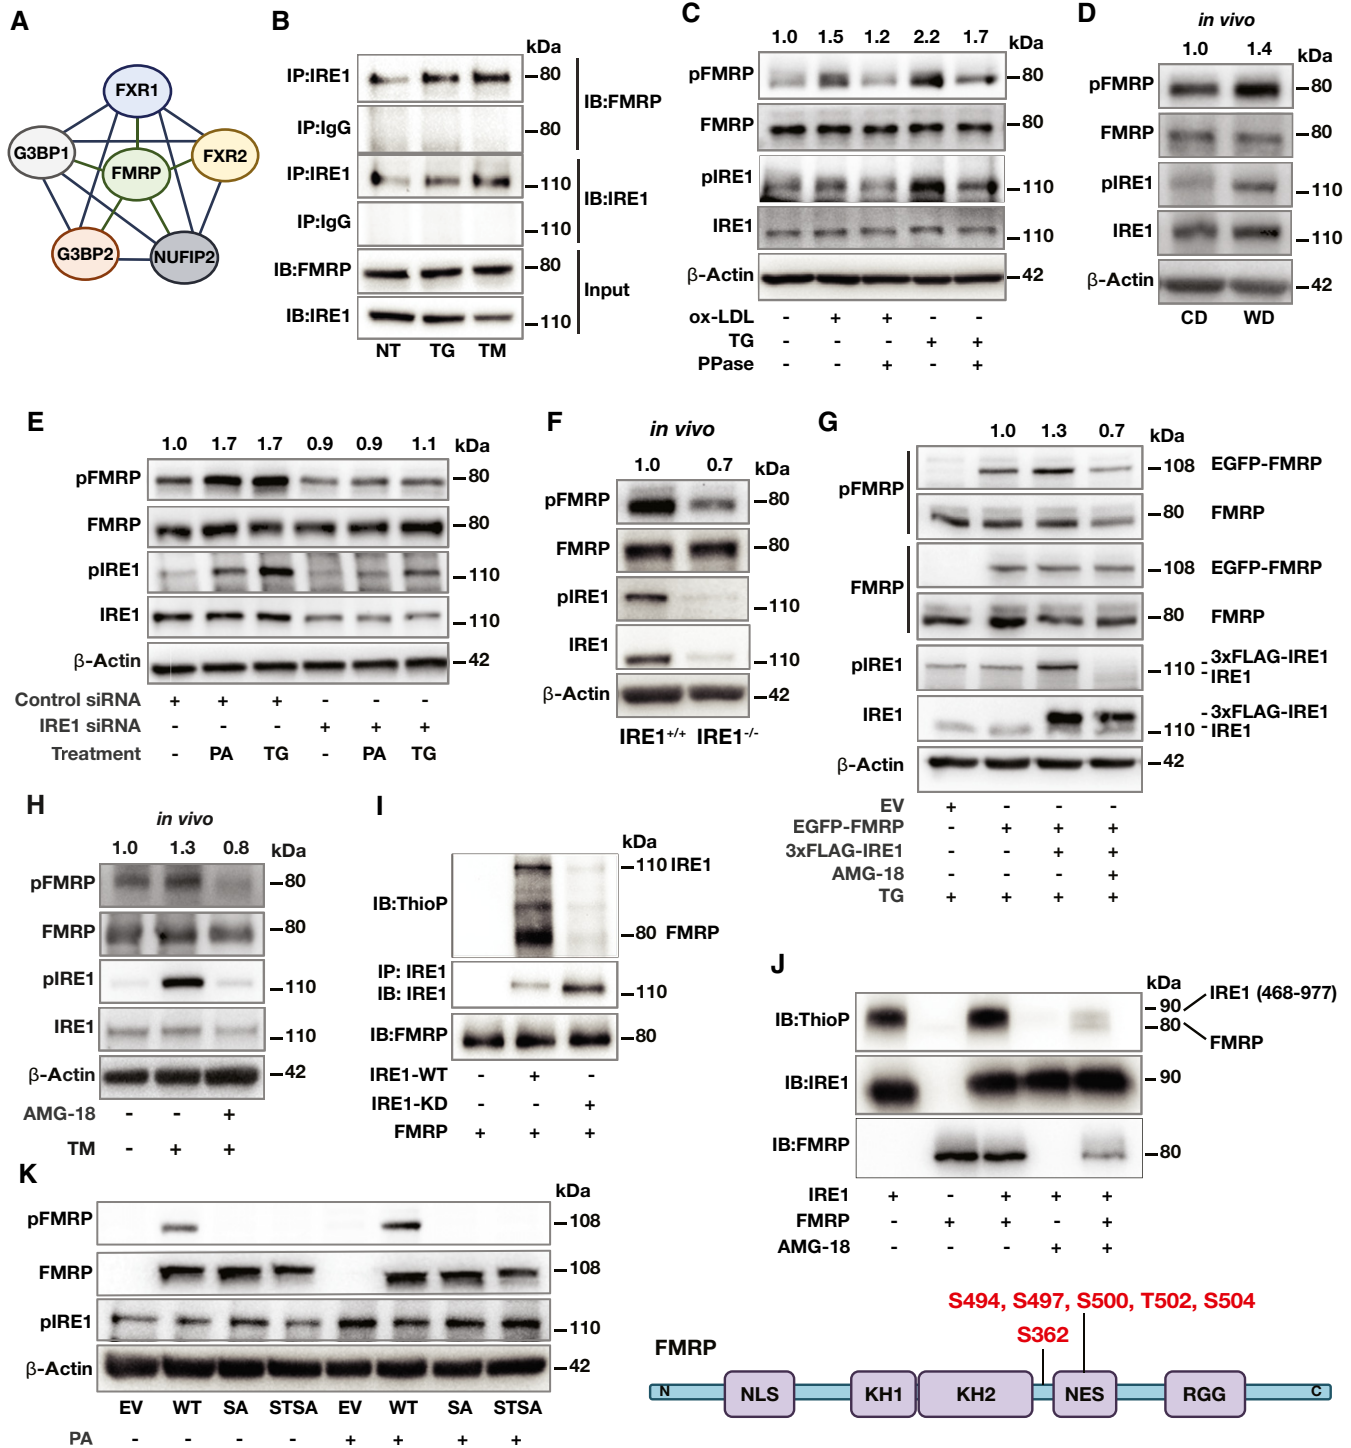 A
FXR1
G3BP1
FXR2
FMRP
G3BP2
NUFIP2
B
kDa
IP:IRE1
80
IB:FMRP
IP:IgG
80
IP:IRE1
110
IB:IRE1
IP:IgG
110
IB:FMRP
80
Input
IB:IRE1
110
NT TG TM
C
1.0 1.5 1.2 2.2 1.7
kDa
pFMRP
80
FMRP
80
pIRE1
110
IRE1
110
β-Actin
42
ox-LDL - + + - -
TG - - - + +
PPase - - + - +
D
in vivo
1.0 1.4
kDa
pFMRP
80
FMRP
80
pIRE1
110
IRE1
110
β-Actin
42
CD WD
E
1.0 1.7 1.7 0.9 0.9 1.1 kDa
pFMRP
80
FMRP
80
pIRE1
110
IRE1
110
β-Actin
42
Control siRNA + + + - - -
IRE1 siRNA - - - + + +
Treatment - PA TG - PA TG
F
in vivo
1.0 0.7
kDa
pFMRP
80
FMRP
80
pIRE1
110
IRE1
110
β-Actin
42
IRE1+/+ IRE1-/-
G
1.0 1.3 0.7
kDa
pFMRP
108 EGFP-FMRP
80 FMRP
FMRP
108 EGFP-FMRP
80 FMRP
pIRE1
110 3xFLAG-IRE1
IRE1
IRE1
110 3xFLAG-IRE1
IRE1
β-Actin
42
EV + - - -
EGFP-FMRP - + + +
3xFLAG-IRE1 - - + +
AMG-18 - - - +
TG + + + +
H
in vivo
1.0 1.3 0.8 kDa
pFMRP
80
FMRP
80
pIRE1
110
IRE1
110
β-Actin
42
AMG-18 - - +
TM - + +
I
kDa
110 IRE1
IB:ThioP
80 FMRP
IP: IRE1
IB: IRE1
110
IB:FMRP
80
IRE1-WT - + -
IRE1-KD - - +
FMRP + + +
J
kDa
IB:ThioP
90
80
IRE1 (468-977)
FMRP
IB:IRE1
90
IB:FMRP
80
IRE1 + - + + +
FMRP - + + - +
AMG-18 - - - + +
K
kDa
pFMRP
108
FMRP
108
pIRE1
110
β-Actin
42
EV WT SA STSA EV WT SA STSA
PA - - - - + + + +
S494, S497, S500, T502, S504
S362
FMRP
N NLS KH1 KH2 NES RGG C